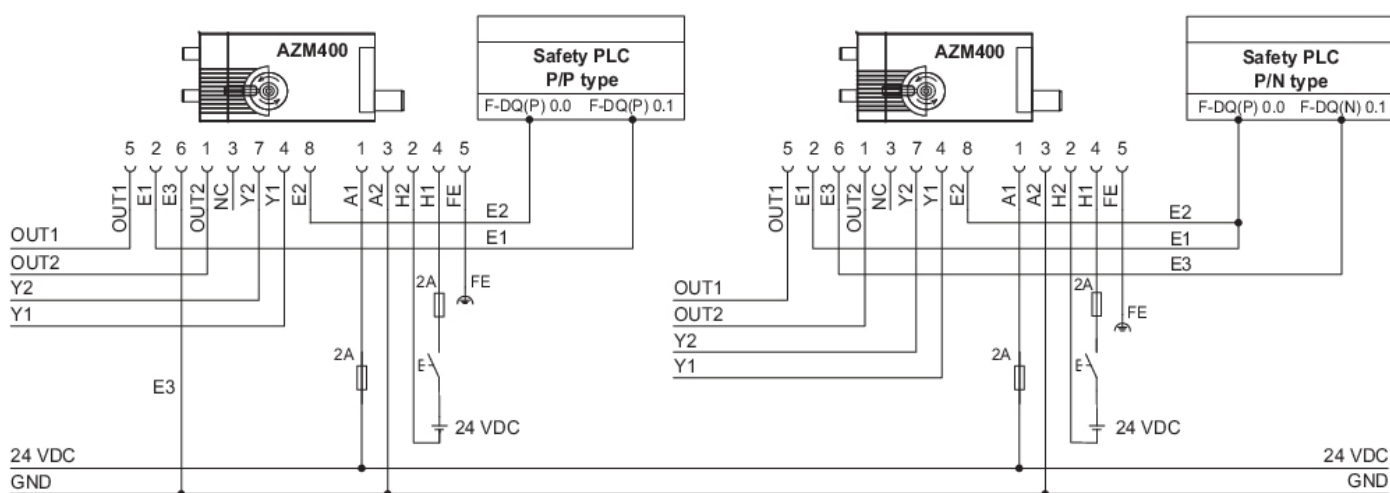 AZM400
Safety PLC
P/P type
F-DQ(P) 0.0 F-DQ(P) 0.1
5 2 6 1 3 7 4 8 1 3 2 4 5
OUT1 E1 E3 OUT2 NC Y2 Y1 E2 A1 A2 H2 H1 FE
E2
E1
OUT1
OUT2
Y2
Y1
2A
FE
2A
E3
E-
24 VDC
24 VDC
GND
AZM400
Safety PLC
P/N type
F-DQ(P) 0.0 F-DQ(N) 0.1
5 2 6 1 3 7 4 8 1 3 2 4 5
OUT1 E1 E3 OUT2 NC Y2 Y1 E2 A1 A2 H2 H1 FE
E2
E1
E3
OUT1
OUT2
Y2
Y1
2A
FE
2A
E-
24 VDC
24 VDC
GND